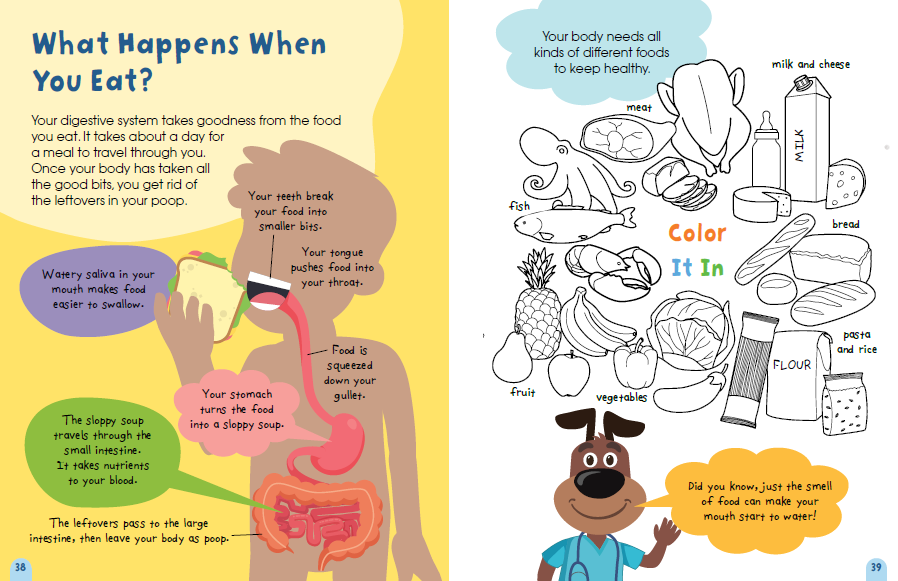 What Happens When
You Eat?
Your digestive system takes goodness from the food
you eat. It takes about a day for
a meal to travel through you.
Once your body has taken all
the good bits, you get rid of
the leftovers in your poop.
Your teeth break
your food into
smaller bits.
Your tongue
pushes food into
your throat.
Watery saliva in your
mouth makes food
easier to swallow.
Food is
squeezed
down your
gullet.
Your stomach
turns the food
into a sloppy soup.
The sloppy soup
travels through the
small intestine.
It takes nutrients
to your blood.
The leftovers pass to the large
intestine, then leave your body as poop.
38
Your body needs all
kinds of different foods
to keep healthy.
milk and cheese
meat
MILK
fish
Color
It In
bread
pasta
and rice
FLOUR
fruit
vegetables
Did you know, just the smell
of food can make your
mouth start to water!
39